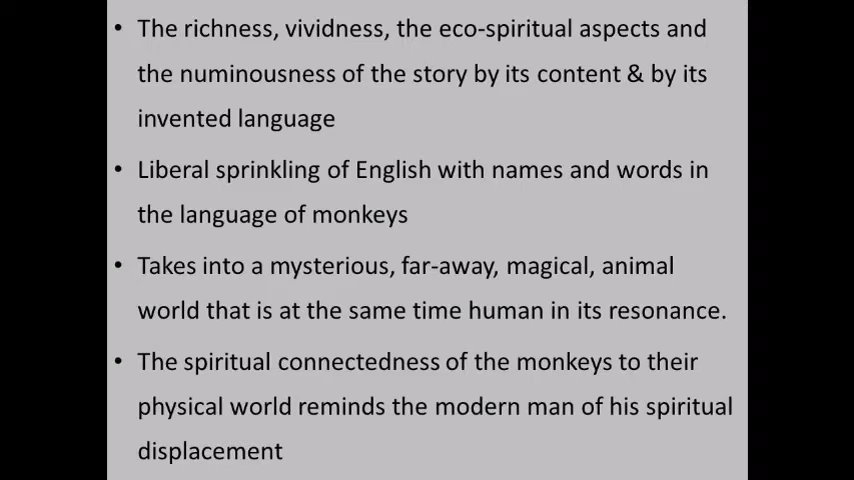 • The richness, vividness, the eco-spiritual aspects and
the numinousness of the story by its content & by its
invented language
• Liberal sprinkling of English with names and words in
the language of monkeys
• Takes into a mysterious, far-away, magical, animal
world that is at the same time human in its resonance.
• The spiritual connectedness of the monkeys to their
physical world reminds the modern man of his spiritual
displacement